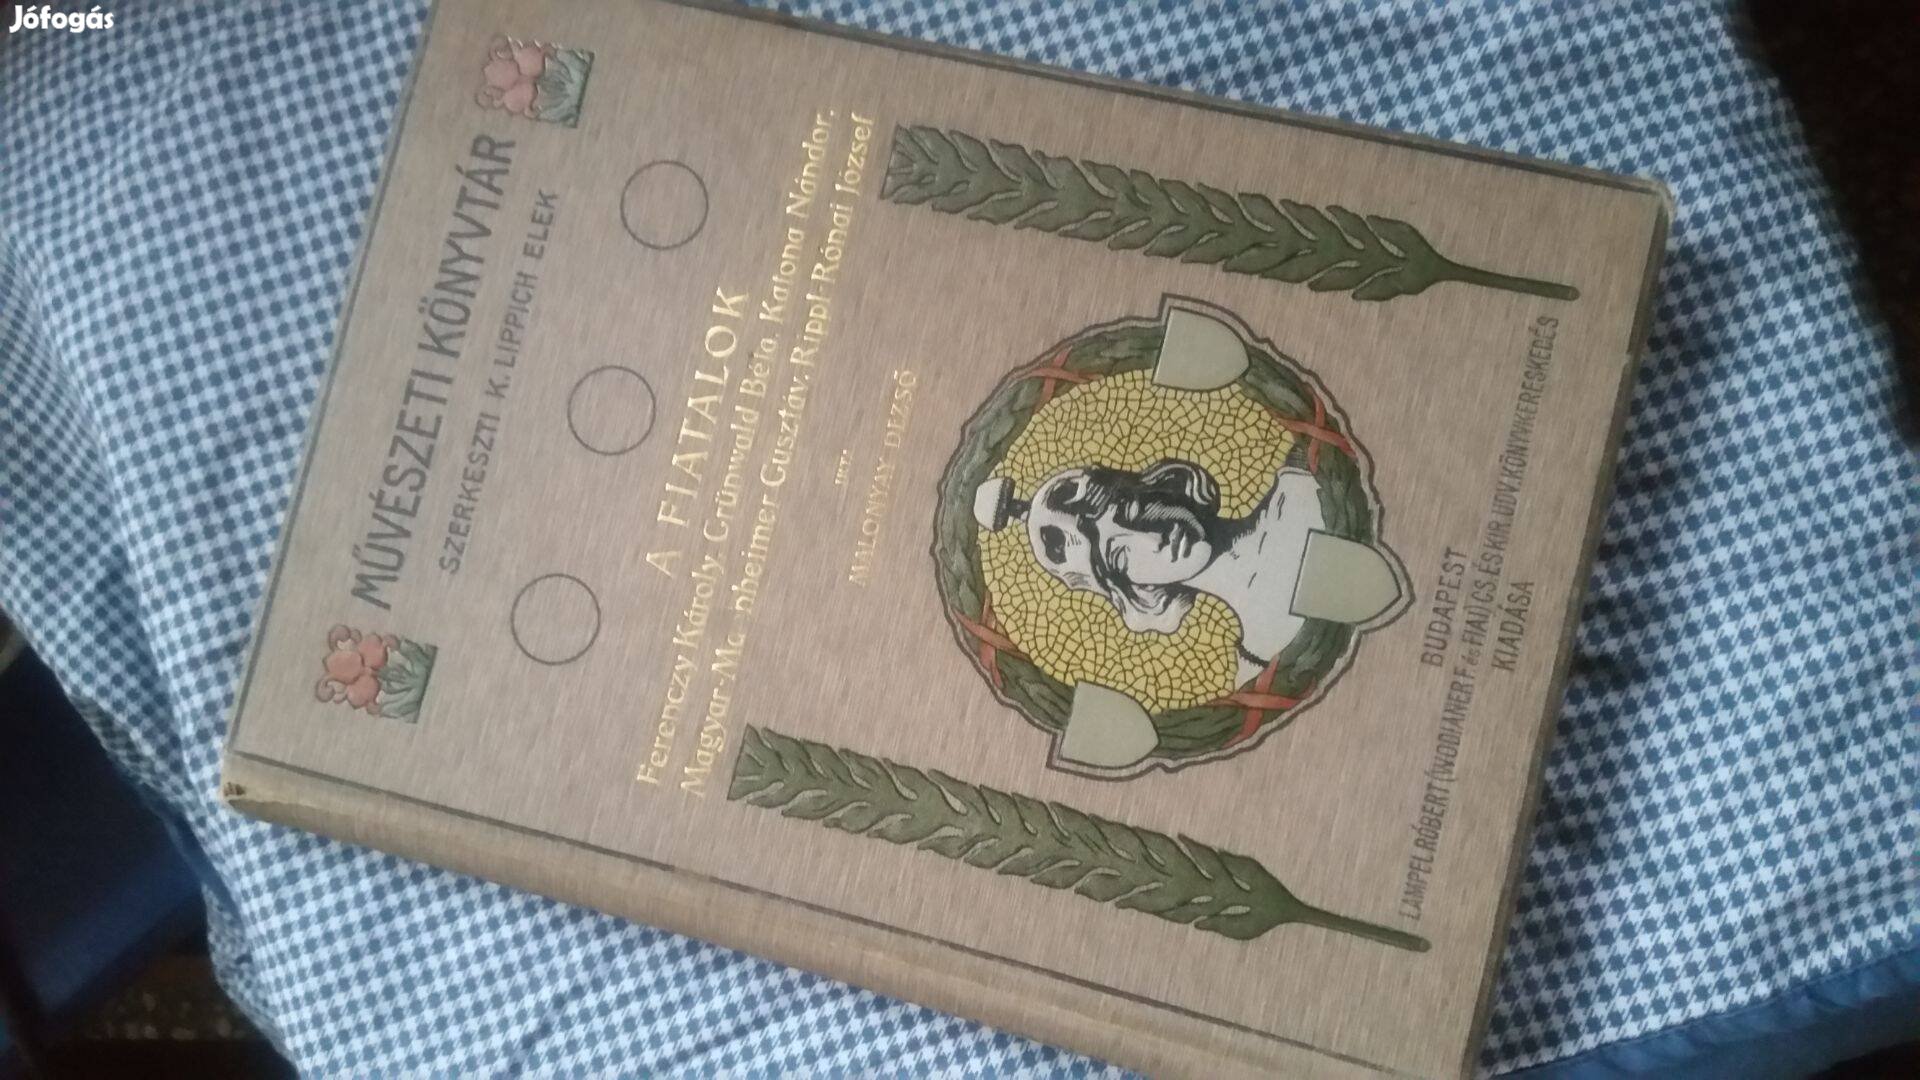 Jófogás
MŰVÉSZETI KÖNYVTÁR
SZERKESZTI K. LIPPICH ELEK
A FIATALOK
Ferenczy Károly. Grünwald Béla. Katona Nándor.
Magyar-Mannheimer Gusztáv. Rippl-Rónai József
IRTA
MALONYAY DEZSŐ
BUDAPEST
LAMPEL RÓBERT (WODIANER F. és FIAI) CS. ÉS KIR. UDV. KÖNYVKERESKEDÉS
KIADÁSA